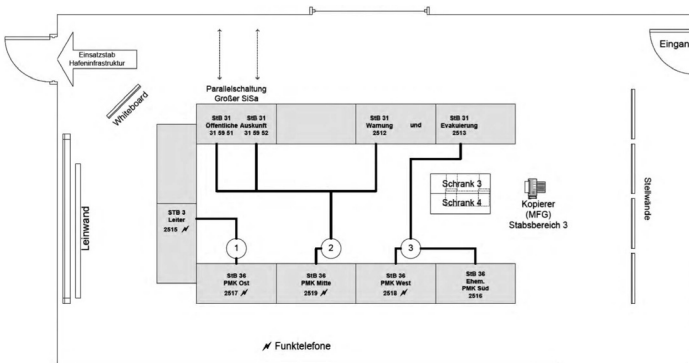 Einsatzstab
Hafeninfrastruktur
Eingan
Whiteboard
Parallelschaltung
Großer SiSa
StB 31
Öffentliche
31 59 51
StB 31
Auskunft
31 59 52
StB 31
Warnung und
2512
StB 31
Evakuierung
2513
Leinwand
STB 3
Leiter
2515
Schrank 3
Schrank 4
Kopierer
(MFG)
Stabsbereich 3
Stellwände
1
2
3
StB 36
PMK Ost
2517
StB 36
PMK Mitte
2519
StB 36
PMK West
2518
StB 36
Ehem.
PMK Süd
2516
Funktelefone